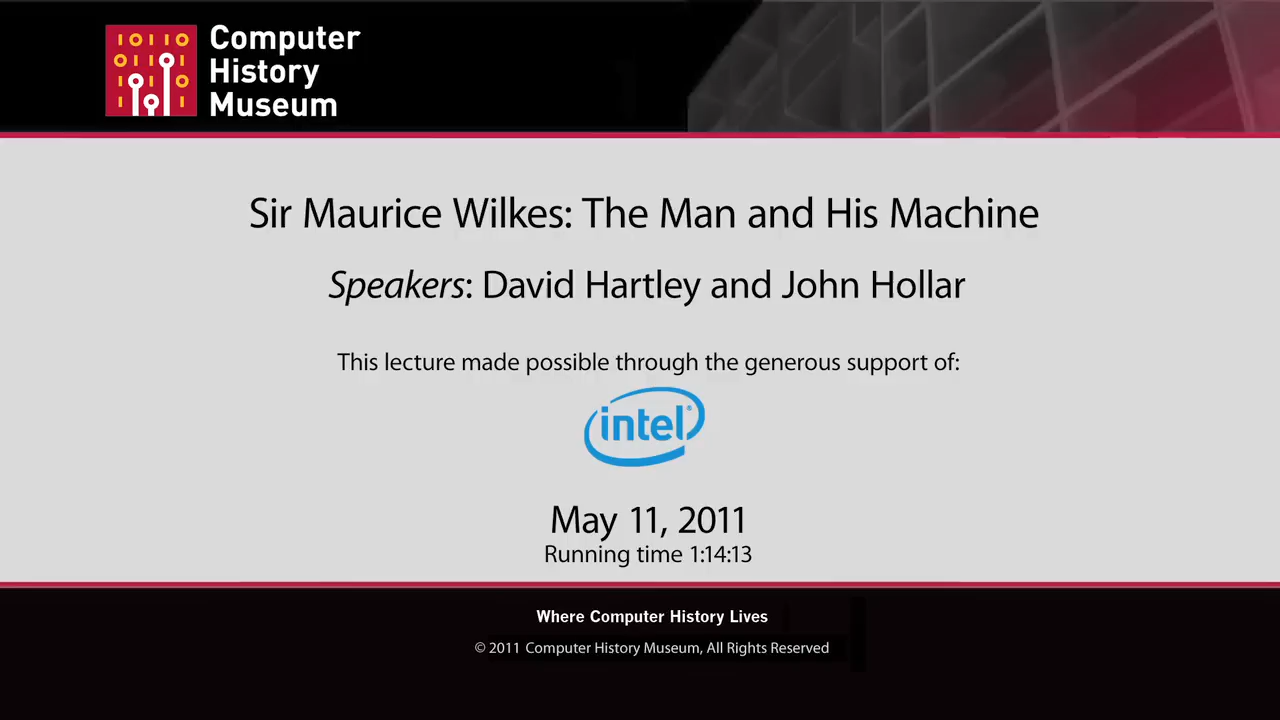 Computer
History
Museum
Sir Maurice Wilkes: The Man and His Machine
Speakers: David Hartley and John Hollar
This lecture made possible through the generous support of:
intel®
May 11, 2011
Running time 1:14:13
Where Computer History Lives
© 2011 Computer History Museum, All Rights Reserved